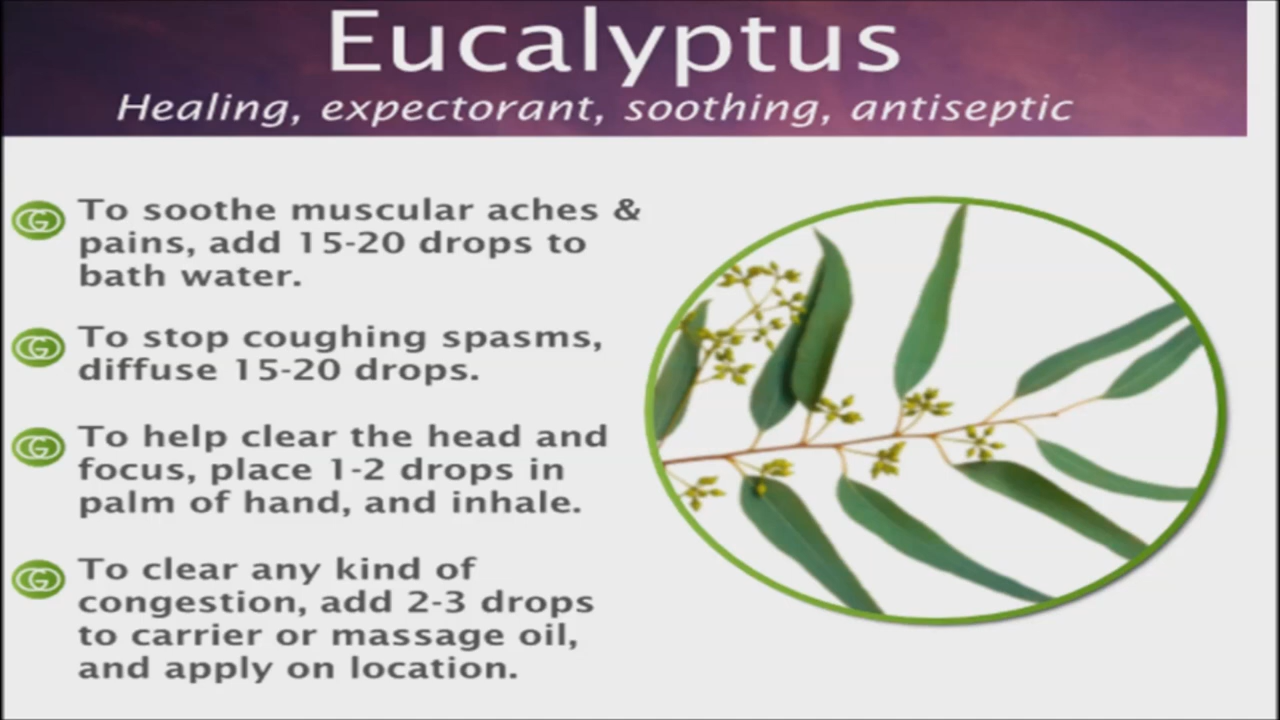 Eucalyptus
Healing, expectorant, soothing, antiseptic
To soothe muscular aches &
pains, add 15-20 drops to
bath water.
To stop coughing spasms,
diffuse 15-20 drops.
To help clear the head and
focus, place 1-2 drops in
palm of hand, and inhale.
To clear any kind of
congestion, add 2-3 drops
to carrier or massage oil,
and apply on location.